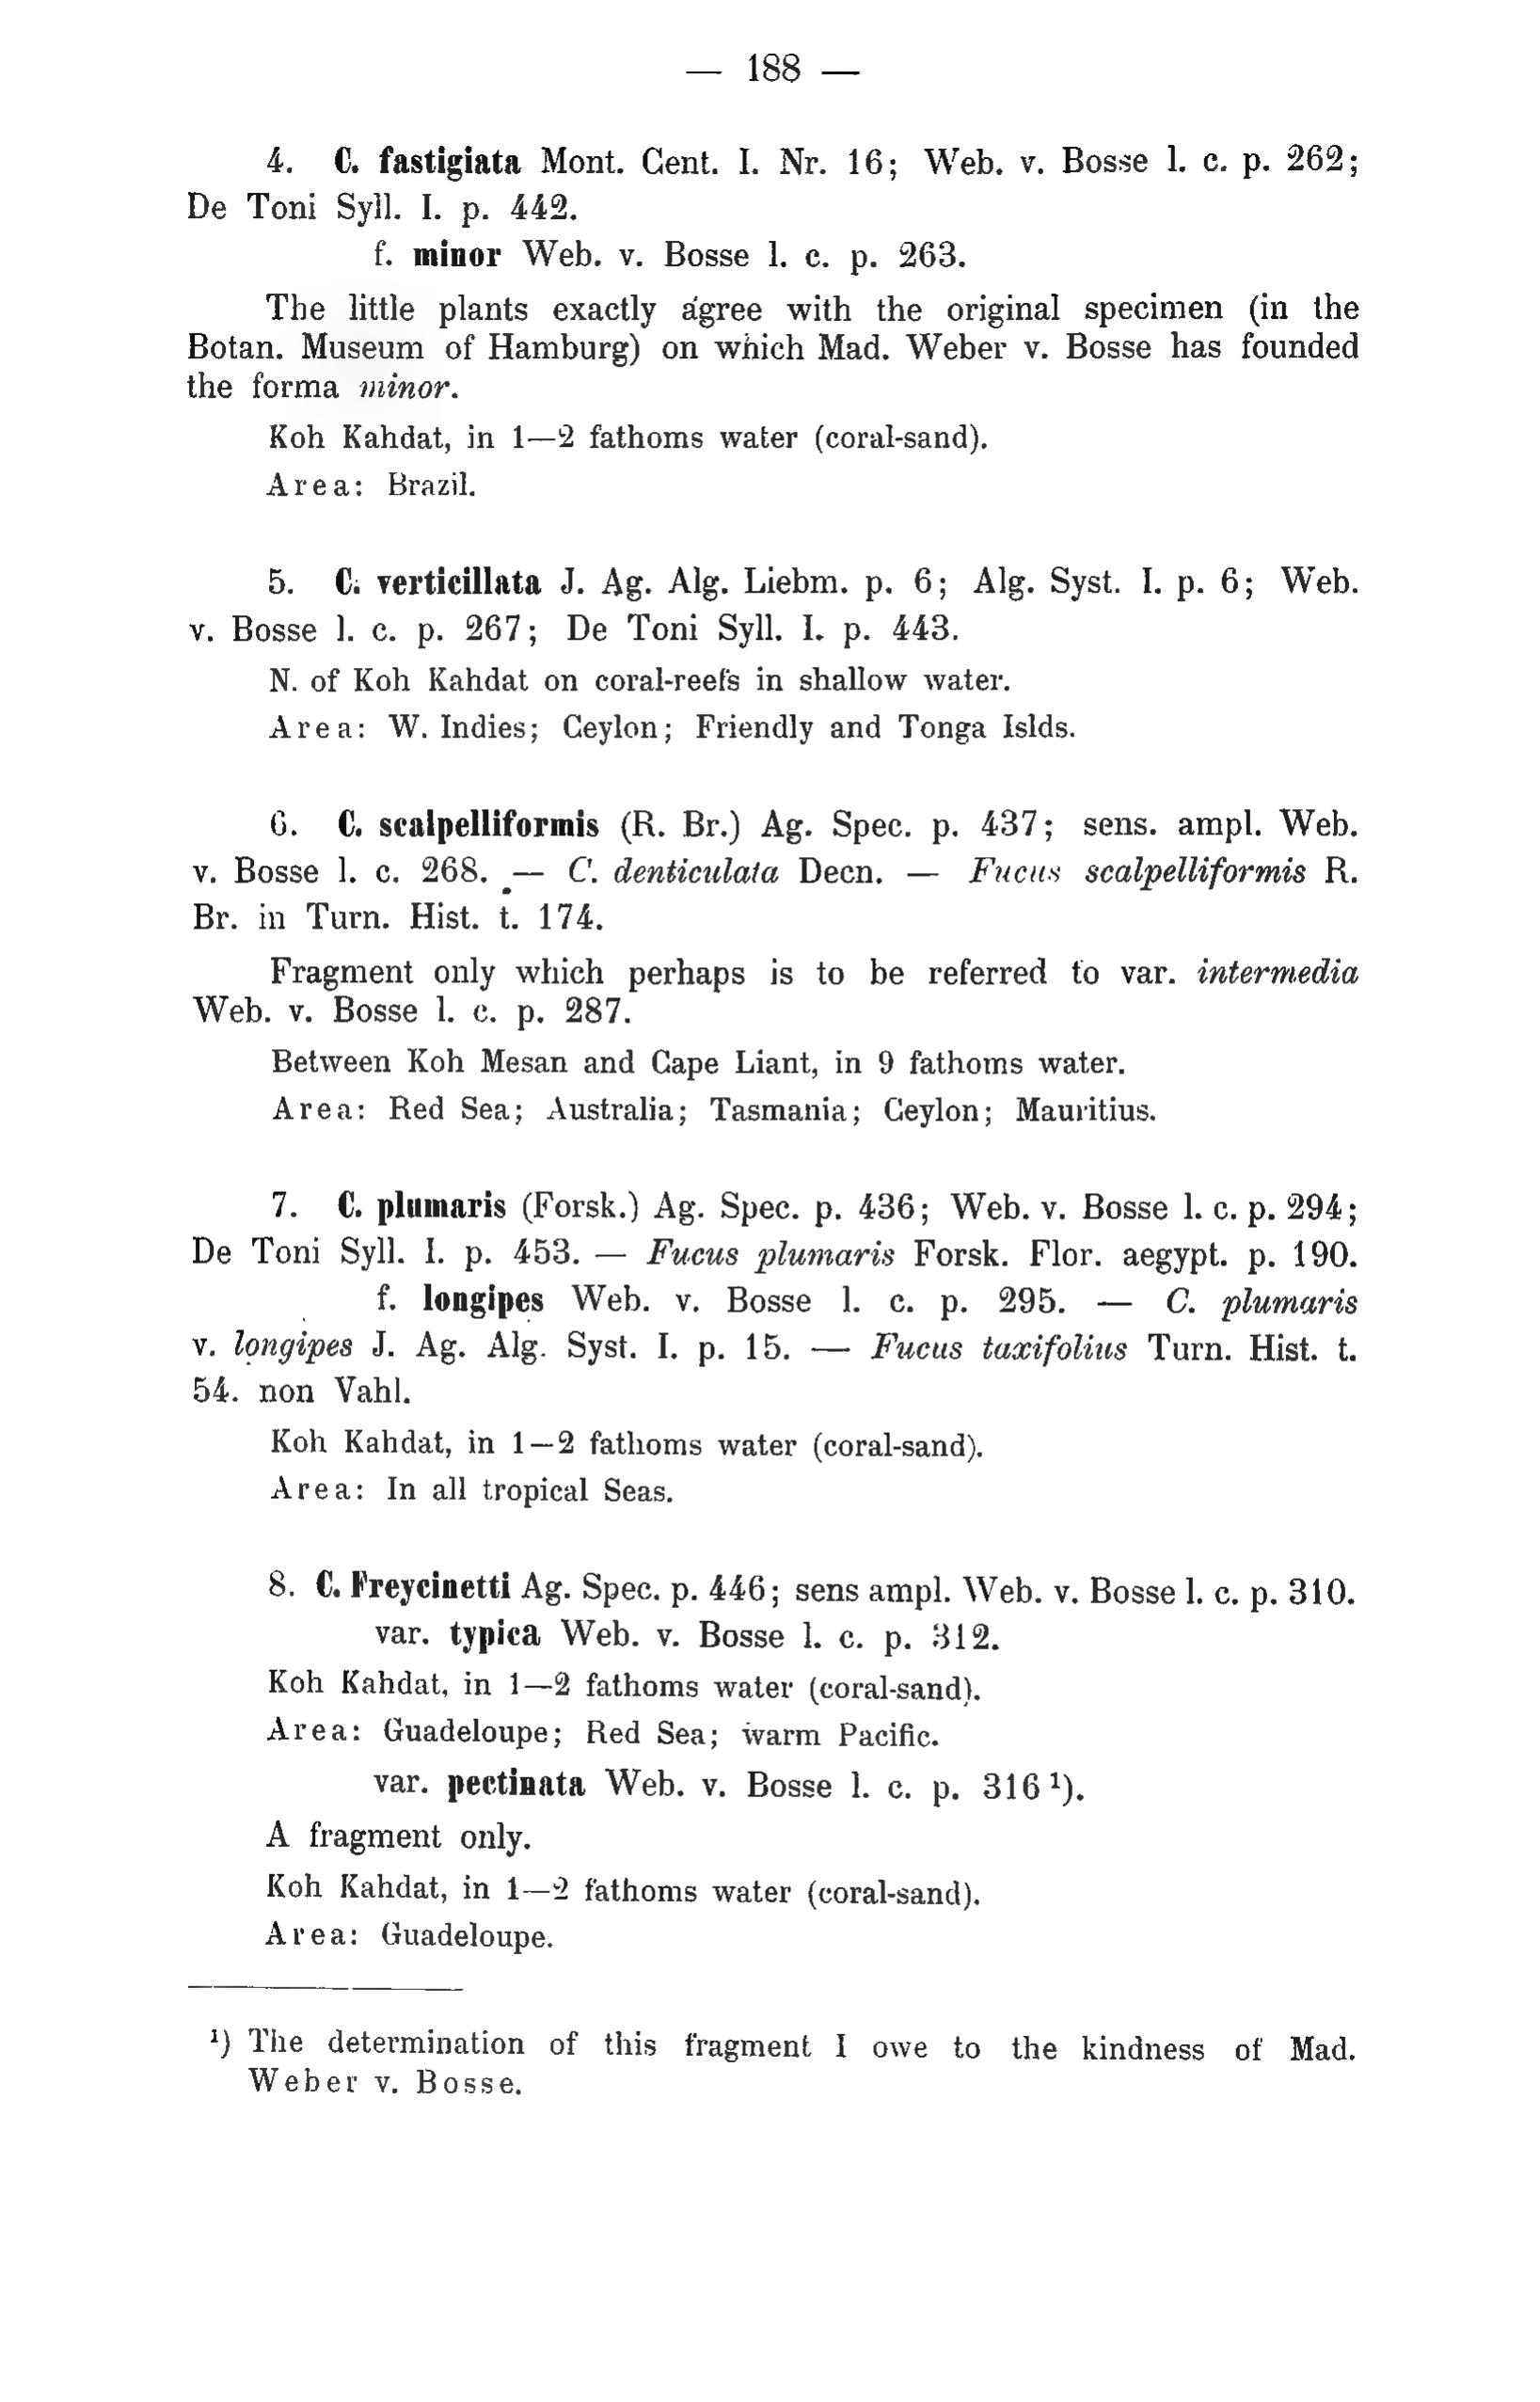 — 188 —
4. C. fastigiata Mont. Cent. I. Nr. 16; Web. v. Bosse l. c. p. 262;
De Toni Syll. I. p. 442.
f. minor Web. v. Bosse l. c. p. 263.
The little plants exactly agree with the original specimen (in the
Botan. Museum of Hamburg) on which Mad. Weber v. Bosse has founded
the forma minor.
Koh Kahdat, in 1—2 fathoms water (coral-sand).
Area: Brazil.
5. C. verticillata J. Ag. Alg. Liebm. p. 6; Alg. Syst. I. p. 6; Web.
v. Bosse l. c. p. 267; De Toni Syll. I. p. 443.
N. of Koh Kahdat on coral-reefs in shallow water.
Area: W. Indies; Ceylon; Friendly and Tonga Islds.
6. C. scalpelliformis (R. Br.) Ag. Spec. p. 437; sens. ampl. Web.
v. Bosse l. c. 268. — C. denticulata Decn. — Fucus scalpelliformis R.
Br. in Turn. Hist. t. 174.
Fragment only which perhaps is to be referred to var. intermedia
Web. v. Bosse l. c. p. 287.
Between Koh Mesan and Cape Liant, in 9 fathoms water.
Area: Red Sea; Australia; Tasmania; Ceylon; Mauritius.
7. C. plumaris (Forsk.) Ag. Spec. p. 436; Web. v. Bosse l. c. p. 294;
De Toni Syll. I. p. 453. — Fucus plumaris Forsk. Flor. aegypt. p. 190.
f. longipes Web. v. Bosse l. c. p. 295. — C. plumaris
v. longipes J. Ag. Alg. Syst. I. p. 15. — Fucus taxifolius Turn. Hist. t.
54. non Vahl.
Koh Kahdat, in 1—2 fathoms water (coral-sand).
Area: In all tropical Seas.
8. C. Freycinetti Ag. Spec. p. 446; sens ampl. Web. v. Bosse l. c. p. 310.
var. typica Web. v. Bosse l. c. p. 312.
Koh Kahdat, in 1—2 fathoms water (coral-sand).
Area: Guadeloupe; Red Sea; warm Pacific.
var. pectinata Web. v. Bosse l. c. p. 316 ¹).
A fragment only.
Koh Kahdat, in 1—2 fathoms water (coral-sand).
Area: Guadeloupe.
¹) The determination of this fragment I owe to the kindness of Mad.
Weber v. Bosse.